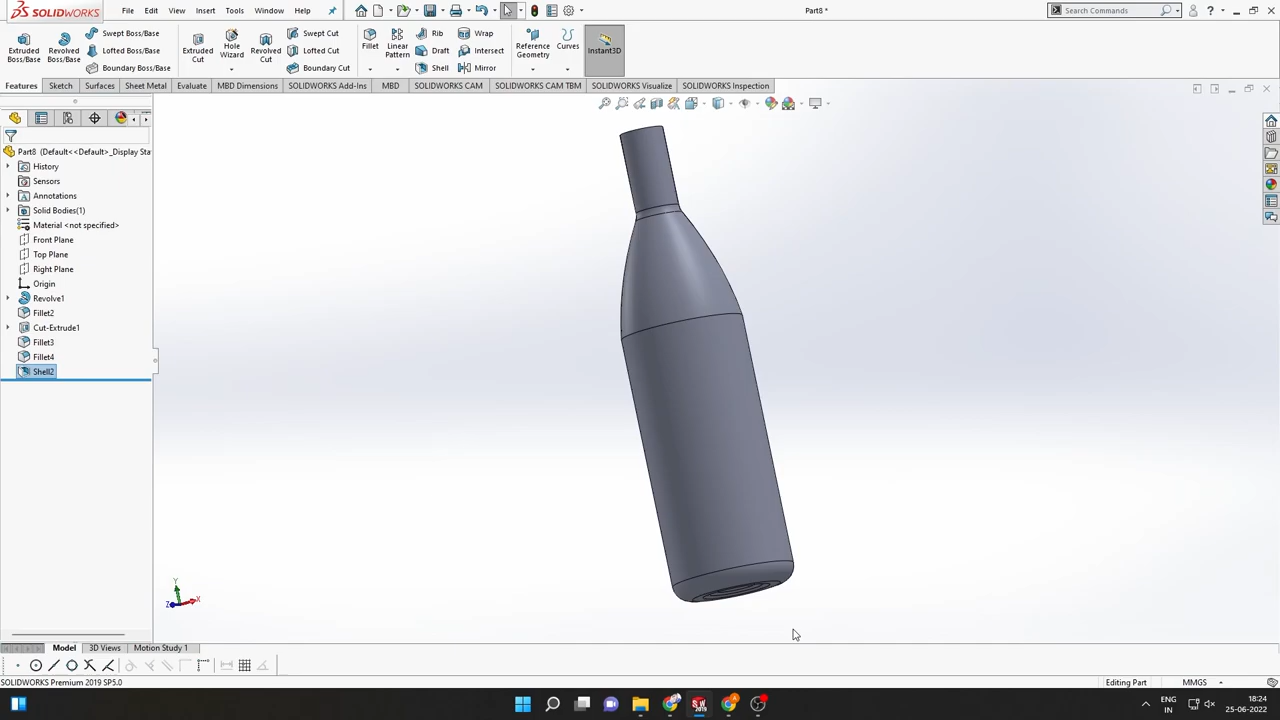 SOLIDWORKS File Edit View Insert Tools Window Help Part8 * Search Commands
Extruded Boss/Base
Revolved Boss/Base
Swept Boss/Base
Lofted Boss/Base
Boundary Boss/Base
Extruded Cut
Hole Wizard
Revolved Cut
Swept Cut
Lofted Cut
Boundary Cut
Fillet
Linear Pattern
Rib
Draft
Shell
Wrap
Intersect
Mirror
Reference Geometry
Curves
Instant3D
Features Sketch Surfaces Sheet Metal Evaluate MBD Dimensions SOLIDWORKS Add-Ins MBD SOLIDWORKS CAM SOLIDWORKS CAM TBM SOLIDWORKS Visualize SOLIDWORKS Inspection
Part8 (Default<<Default>_Display Sta
History
Sensors
Annotations
Solid Bodies(1)
Material <not specified>
Front Plane
Top Plane
Right Plane
Origin
Revolve1
Fillet2
Cut-Extrude1
Fillet3
Fillet4
Shell2
Y
Z X
Model 3D Views Motion Study 1
SOLIDWORKS Premium 2019 SP5.0 Editing Part MMGS
ENG 18:24
IN 25-06-2022